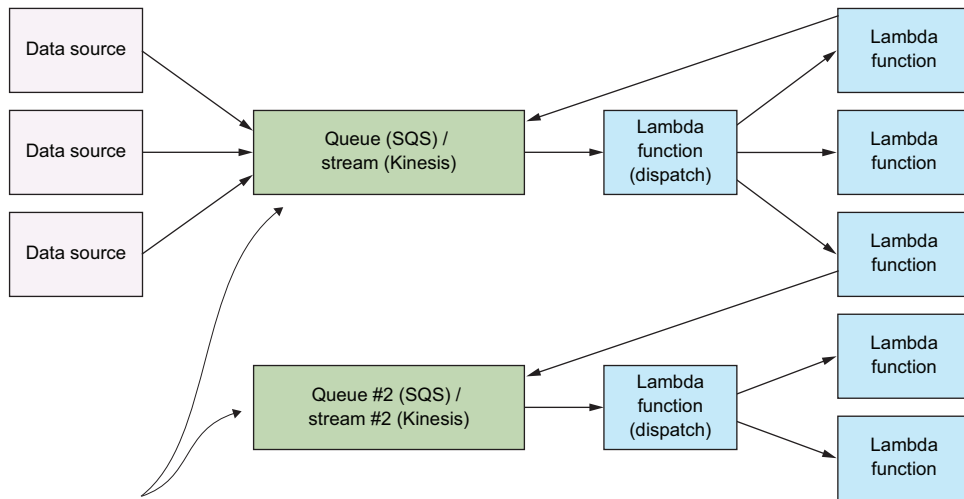 Data source
Data source
Data source
Queue (SQS) /
stream (Kinesis)
Lambda
function
(dispatch)
Lambda
function
Lambda
function
Lambda
function
Queue #2 (SQS) /
stream #2 (Kinesis)
Lambda
function
(dispatch)
Lambda
function
Lambda
function